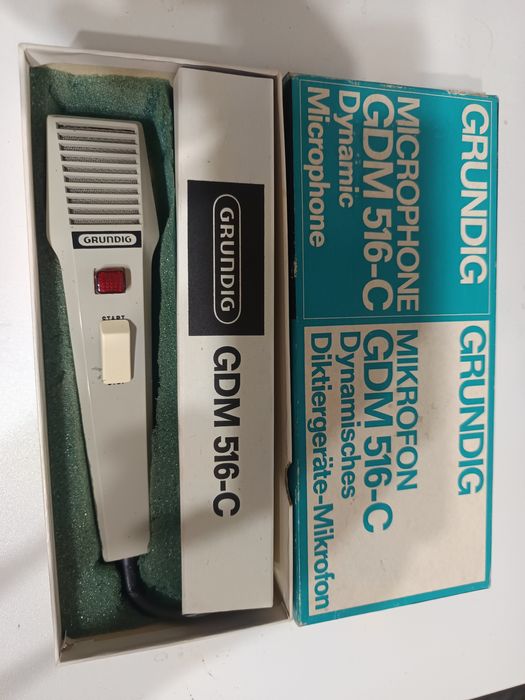 GRUNDIG
START
GRUNDIG
GDM 516-C
GRUNDIG
MICROPHONE
GDM 516-C
Dynamic
Microphone
GRUNDIG
MIKROFON
GDM 516-C
Dynamisches
Diktiergeräte-Mikrofon